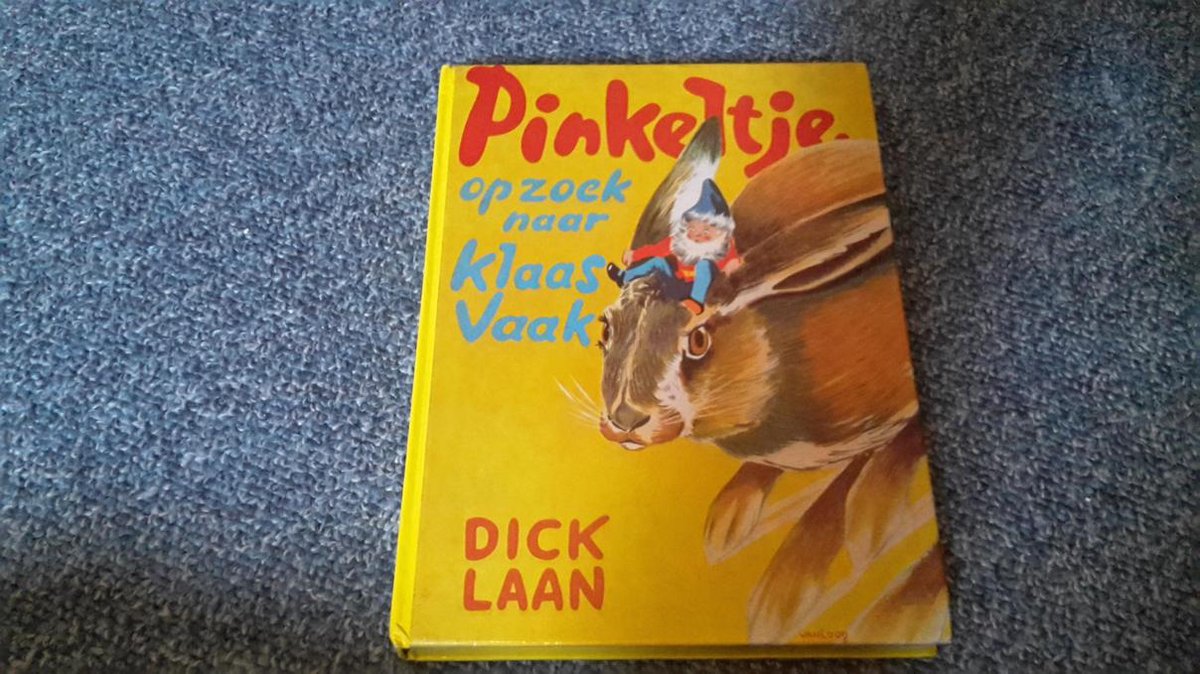 Pinkeltje
op zoek
naar
Klaas
Vaak
DICK
LAAN